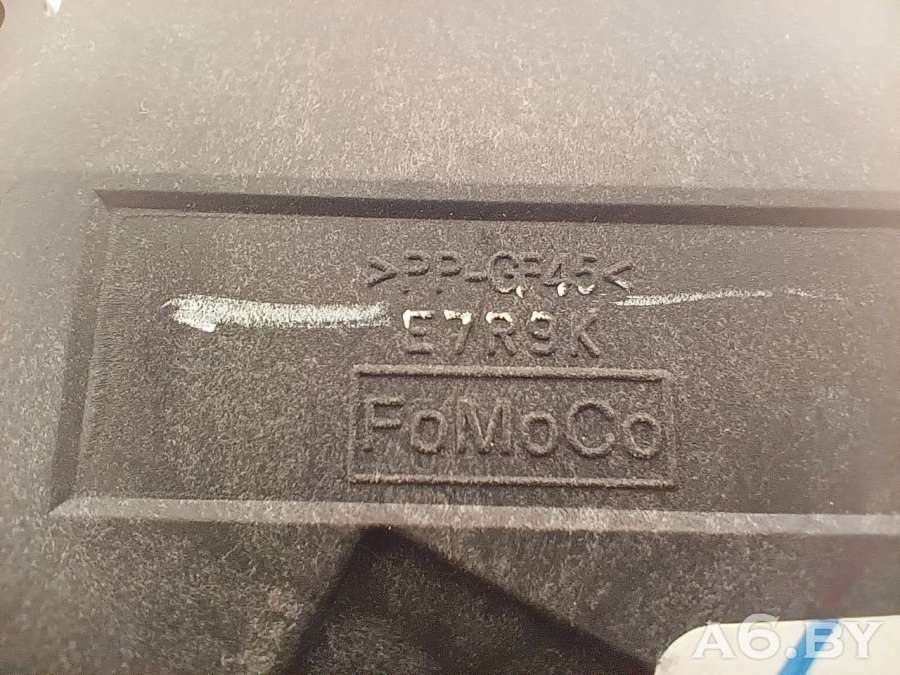 >PP-GF45<
E7R9K
FoMoCo
A6.BY